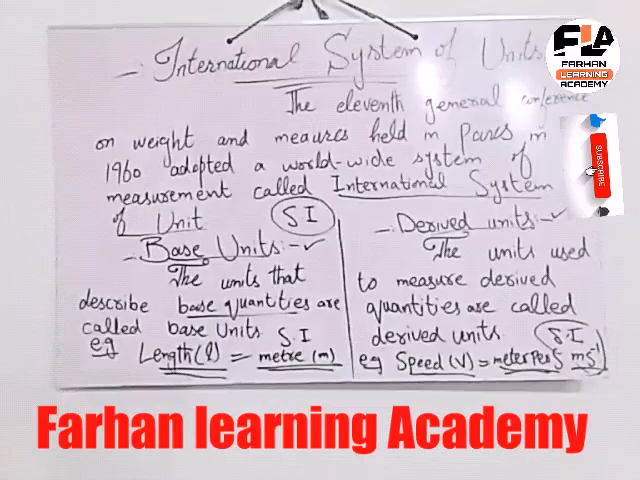 International System of Units
The eleventh generial conference
on weight and meaures held in Pares in
1960 adopted a world-wide system of
measurement called International System
of Unit
SI
Base Units:-
The units that
describe base quantities are
called base Units.
eg S.I
Length(l) = metre (m)
Derived units:-
The units used
to measure derived
quantities are called
derived units.
S.I
eg Speed (V) = meter Per S ms⁻¹
FLA
FARHAN
LEARNING
ACADEMY
SUBSCRIBE
Farhan learning Academy